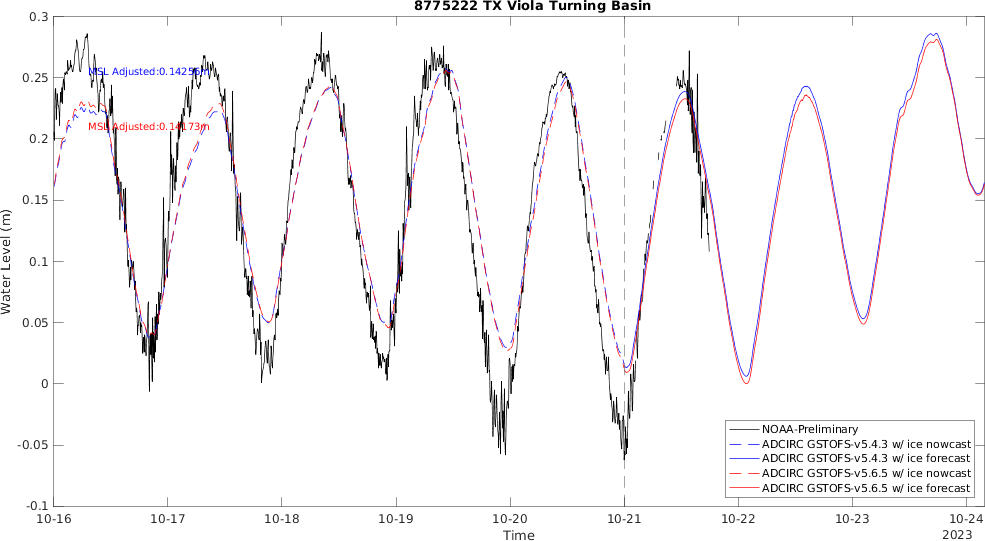 8775222 TX Viola Turning Basin
0.3
0.25
0.2
0.15
0.1
0.05
0
-0.05
-0.1
Water Level (m)
MSL Adjusted:0.14256m
MSL Adjusted:0.14173m
NOAA-Preliminary
ADCIRC GSTOFS-v5.4.3 w/ ice nowcast
ADCIRC GSTOFS-v5.4.3 w/ ice forecast
ADCIRC GSTOFS-v5.6.5 w/ ice nowcast
ADCIRC GSTOFS-v5.6.5 w/ ice forecast
10-16 10-17 10-18 10-19 10-20 10-21 10-22 10-23 10-24
Time
2023